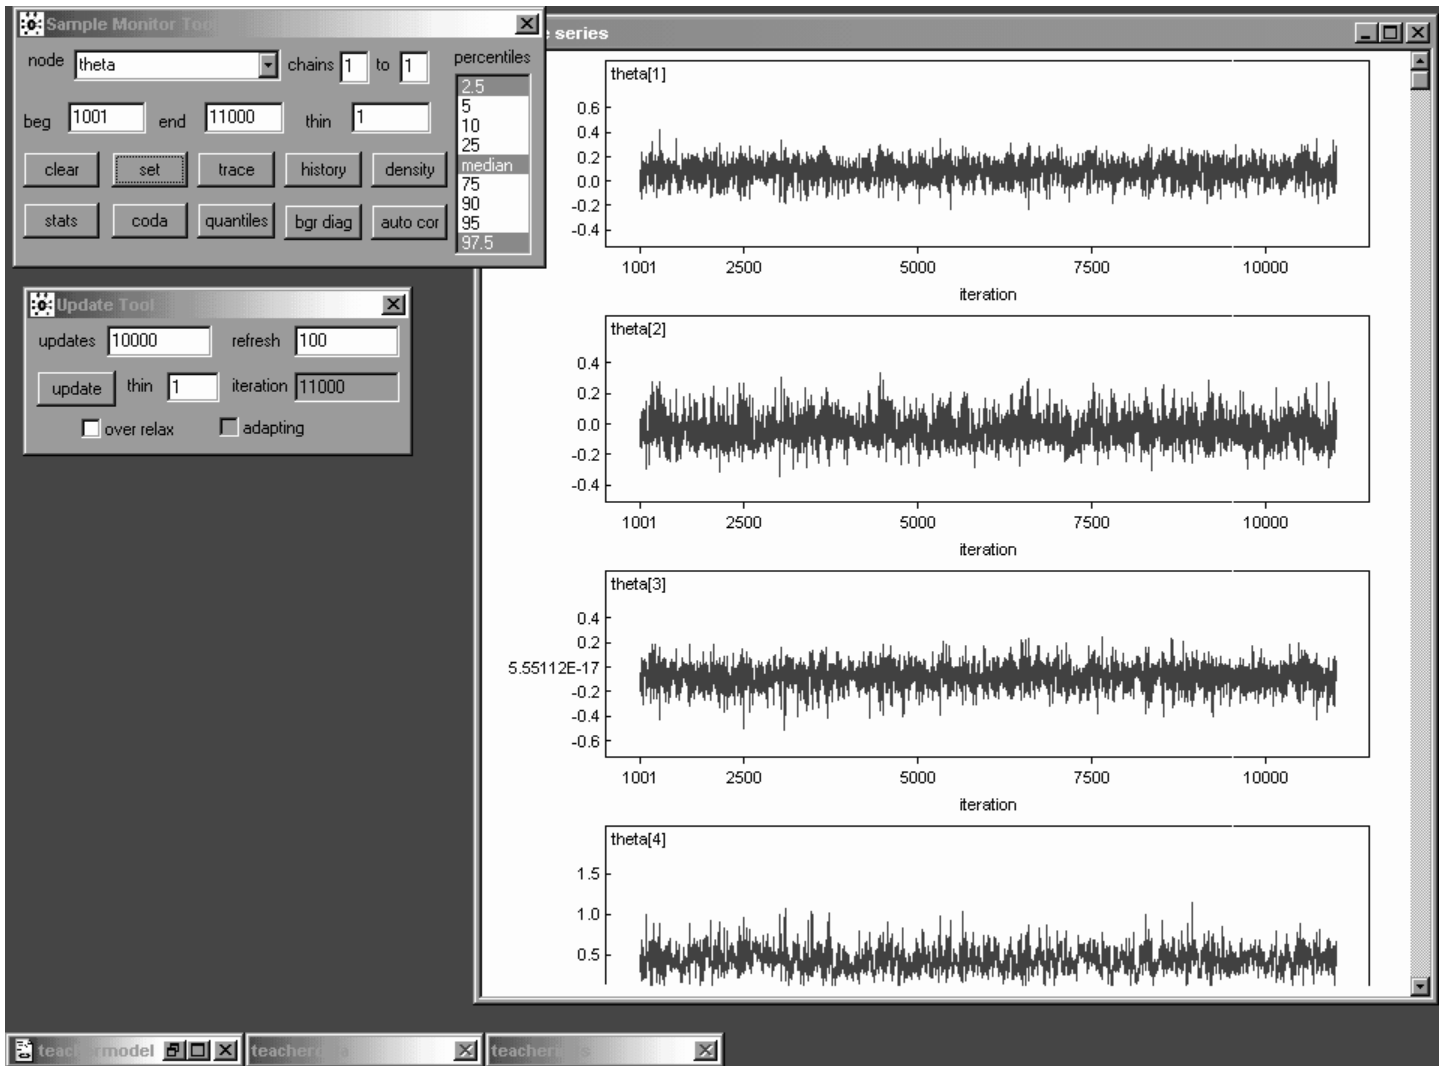 Sample Monitor Tool
node theta chains 1 to 1 percentiles
2.5
5
10
25
median
75
90
95
97.5
beg 1001 end 11000 thin 1
clear set trace history density
stats coda quantiles bgr diag auto cor
Update Tool
updates 10000 refresh 100
update thin 1 iteration 11000
over relax adapting
series
theta[1]
0.6
0.4
0.2
0.0
-0.2
-0.4
1001 2500 5000 7500 10000
iteration
theta[2]
0.4
0.2
0.0
-0.2
-0.4
1001 2500 5000 7500 10000
iteration
theta[3]
0.4
0.2
5.55112E-17
-0.2
-0.4
-0.6
1001 2500 5000 7500 10000
iteration
theta[4]
1.5
1.0
0.5
teachermodel